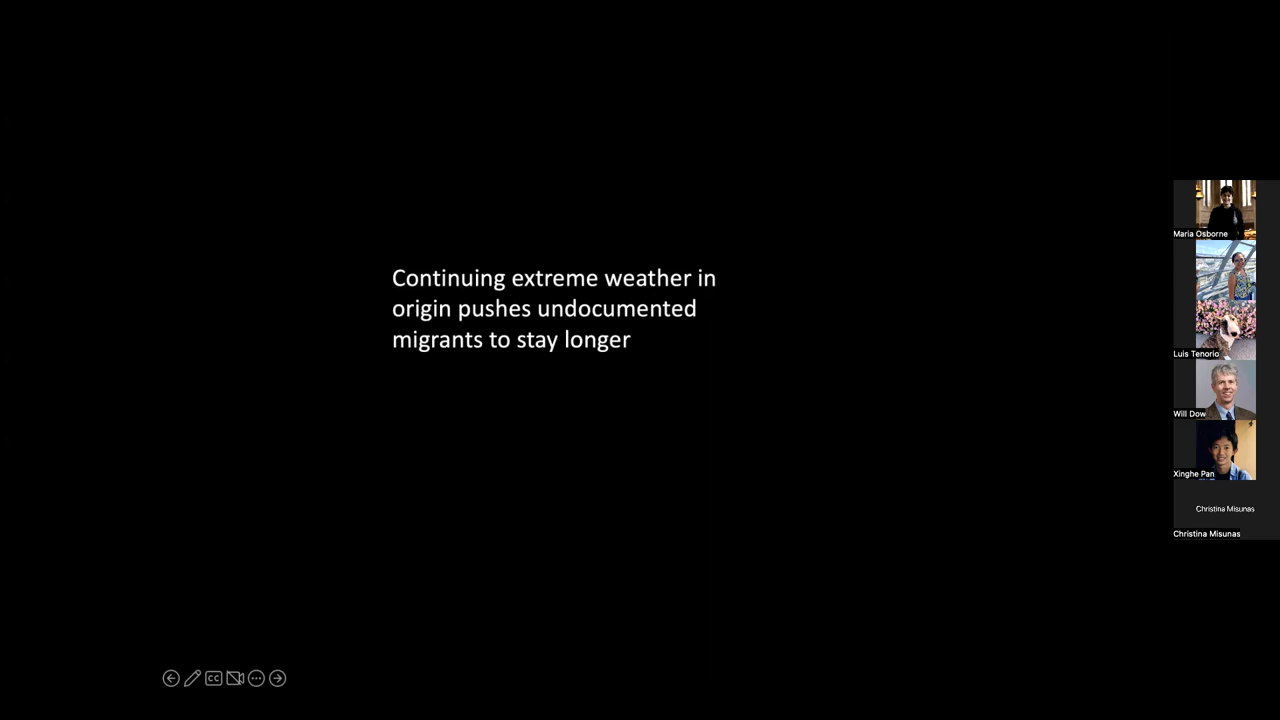 Continuing extreme weather in
origin pushes undocumented
migrants to stay longer
Maria Osborne
Luis Tenorio
Will Dow
Xinghe Pan
Christina Misunas
Christina Misunas
CC